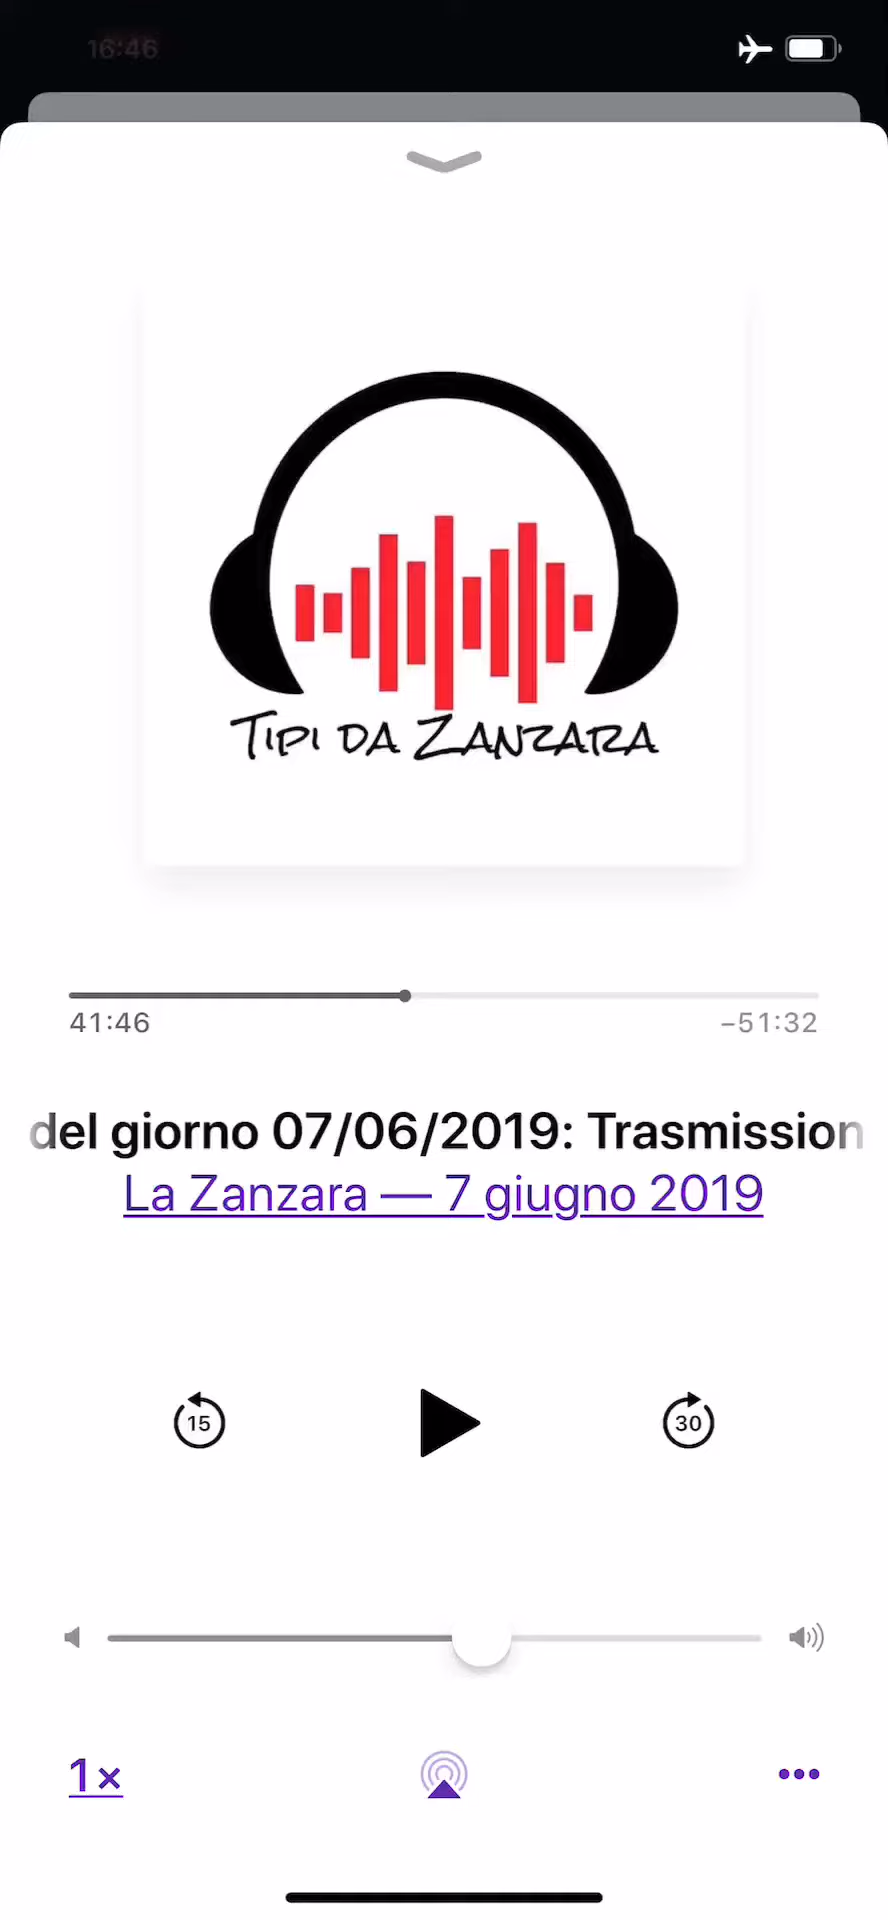 16:46
TIPI DA ZANZARA
41:46
–51:32
del giorno 07/06/2019: Trasmission
La Zanzara — 7 giugno 2019
15
30
1×